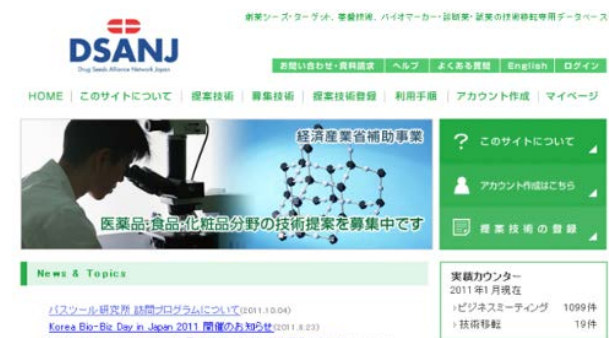 創薬シーズ・ターゲット、基盤技術、バイオマーカー・診断薬・試薬の技術移転専用データベース
DSANJ
Drug Seeds Alliance Network Japan
お問い合わせ・資料請求 ヘルプ よくある質問 English ログイン
HOME このサイトについて 提案技術 募集技術 提案技術登録 利用手順 アカウント作成 マイページ
経済産業省補助事業
医薬品・食品・化粧品分野の技術提案を募集中です
? このサイトについて
アカウント作成はこちら
提案技術の登録
News & Topics
パスツール研究所 訪問プログラムについて(2011.10.04)
Korea Bio-Biz Day in Japan 2011 開催のお知らせ(2011.8.23)
実績カウンター
2011年1月現在
›ビジネスミーティング 1099件
›技術移転 19件